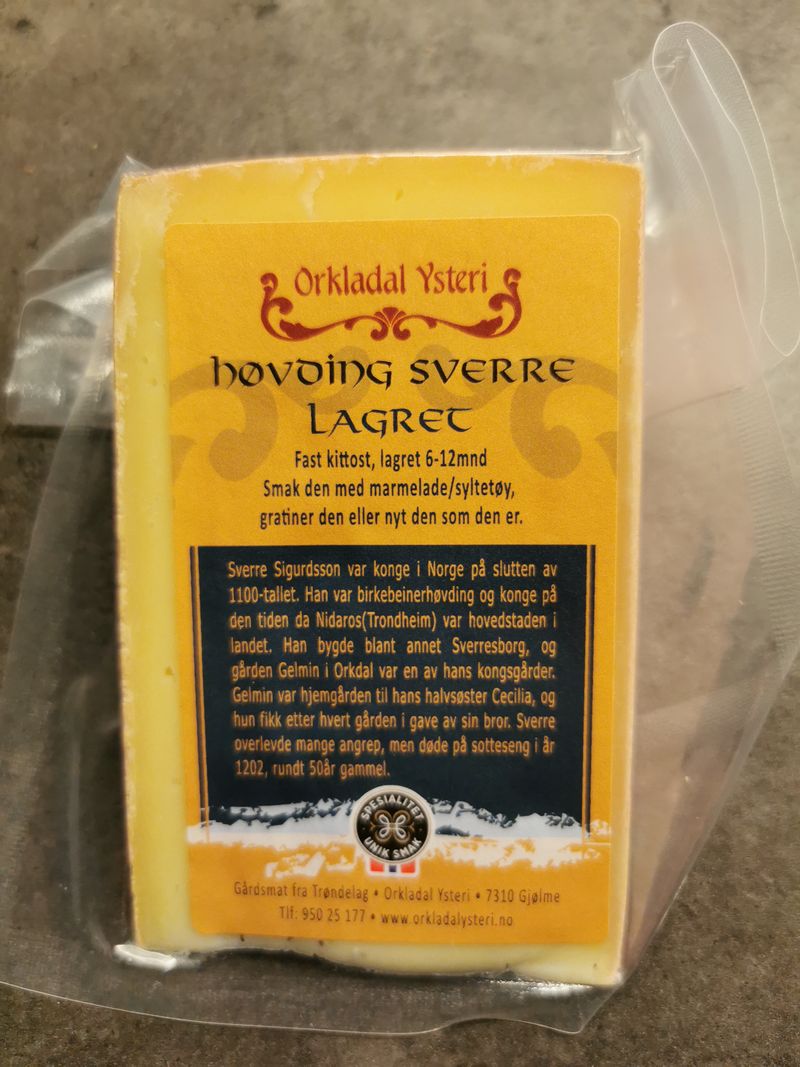 Orkladal Ysteri
høvding sverre
lagret
Fast kittost, lagret 6-12mnd
Smak den med marmelade/syltetøy,
gratiner den eller nyt den som den er.
Sverre Sigurdsson var konge i Norge på slutten av
1100-tallet. Han var birkebeinerhøvding og konge på
den tiden da Nidaros(Trondheim) var hovedstaden i
landet. Han bygde blant annet Sverresborg, og
gården Gelmin i Orkdal var en av hans kongsgårder.
Gelmin var hjemgården til hans halvsøster Cecilia, og
hun fikk etter hvert gården i gave av sin bror. Sverre
overlevde mange angrep, men døde på sotteseng i år
1202, rundt 50år gammel.
SPESIALITET
UNIK SMAK
Gårdsmat fra Trøndelag • Orkladal Ysteri • 7310 Gjølme
Tlf: 950 25 177 • www.orkladalysteri.no